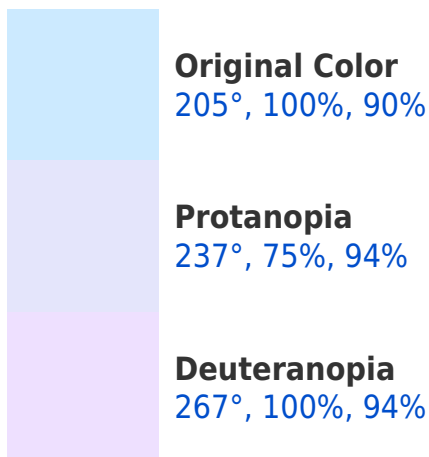 Original Color
205°, 100%, 90%
Protanopia
237°, 75%, 94%
Deuteranopia
267°, 100%, 94%